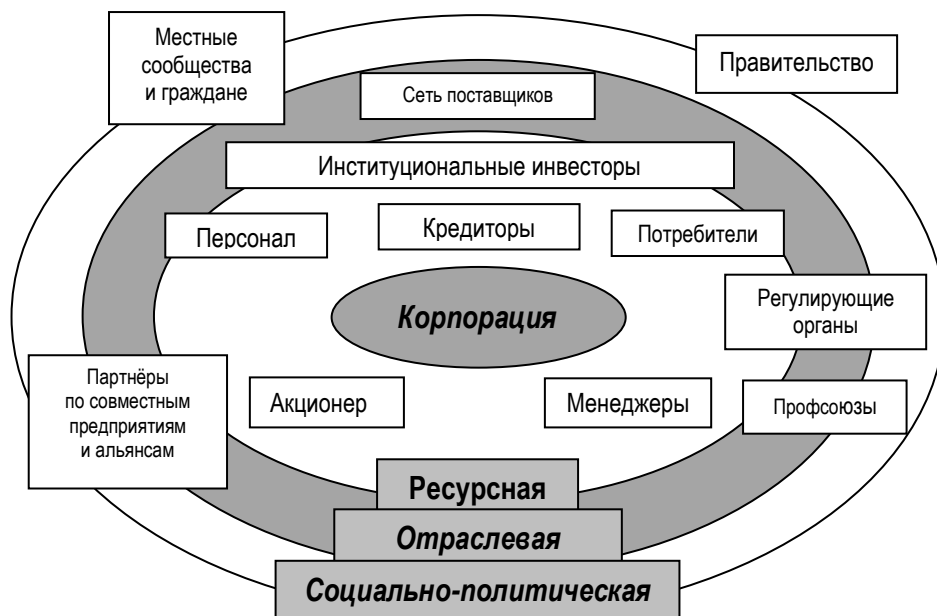 Местные
сообщества
и граждане
Правительство
Сеть поставщиков
Институциональные инвесторы
Персонал
Кредиторы
Потребители
Корпорация
Регулирующие
органы
Партнёры
по совместным
предприятиям
и альянсам
Акционер
Менеджеры
Профсоюзы
Ресурсная
Отраслевая
Социально-политическая